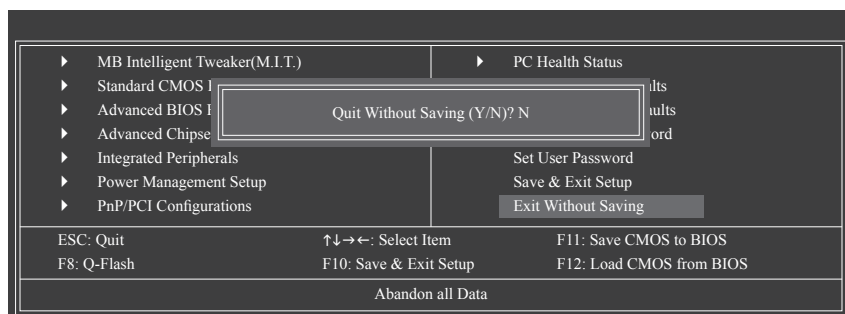 MB Intelligent Tweaker(M.I.T.)
Standard CMOS
Advanced BIOS
Advanced
Integrated Peripherals
Power Management Setup
PnP/PCI Configurations
PC Health Status
Set User Password
Save & Exit Setup
Exit Without Saving
Quit Without Saving (Y/N)? N
ESC: Quit
↑↓→←: Select Item
F11: Save CMOS to BIOS
F8: Q-Flash
F10: Save & Exit Setup
F12: Load CMOS from BIOS
Abandon all Data